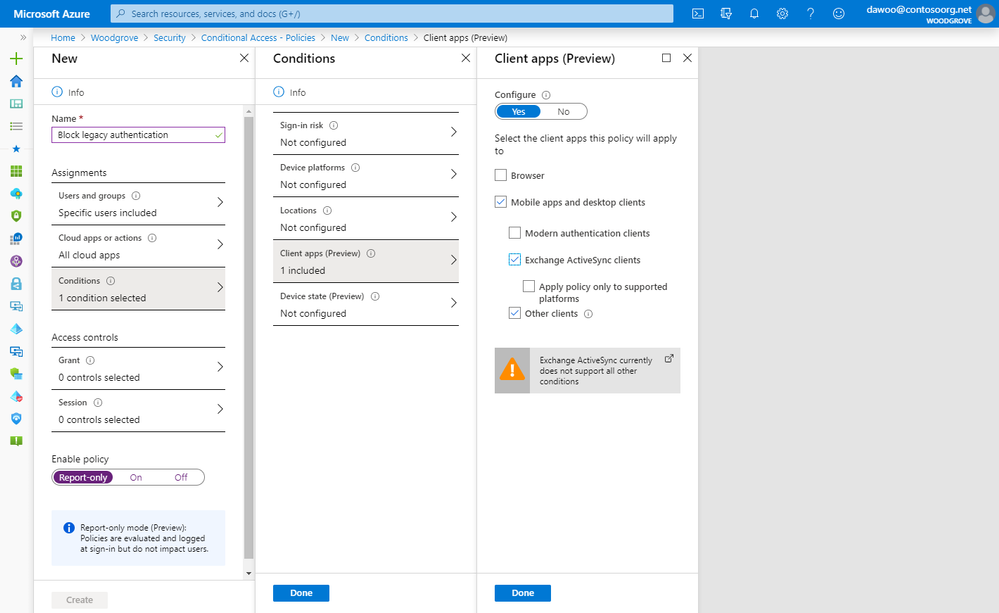 Microsoft Azure
Search resources, services, and docs (G+/)
dawoo@contosoorg.net
WOODGROVE
Home > Woodgrove > Security > Conditional Access - Policies > New > Conditions > Client apps (Preview)
New
Info
Name *
Block legacy authentication
Assignments
Users and groups
Specific users included
Cloud apps or actions
All cloud apps
Conditions
1 condition selected
Access controls
Grant
0 controls selected
Session
0 controls selected
Enable policy
Report-only On Off
Report-only mode (Preview):
Policies are evaluated and logged
at sign-in but do not impact users.
Create
Conditions
Info
Sign-in risk
Not configured
Device platforms
Not configured
Locations
Not configured
Client apps (Preview)
1 included
Device state (Preview)
Not configured
Done
Client apps (Preview)
Configure
Yes No
Select the client apps this policy will apply
to
Browser
Mobile apps and desktop clients
Modern authentication clients
Exchange ActiveSync clients
Apply policy only to supported
platforms
Other clients
Exchange ActiveSync currently
does not support all other
conditions
Done